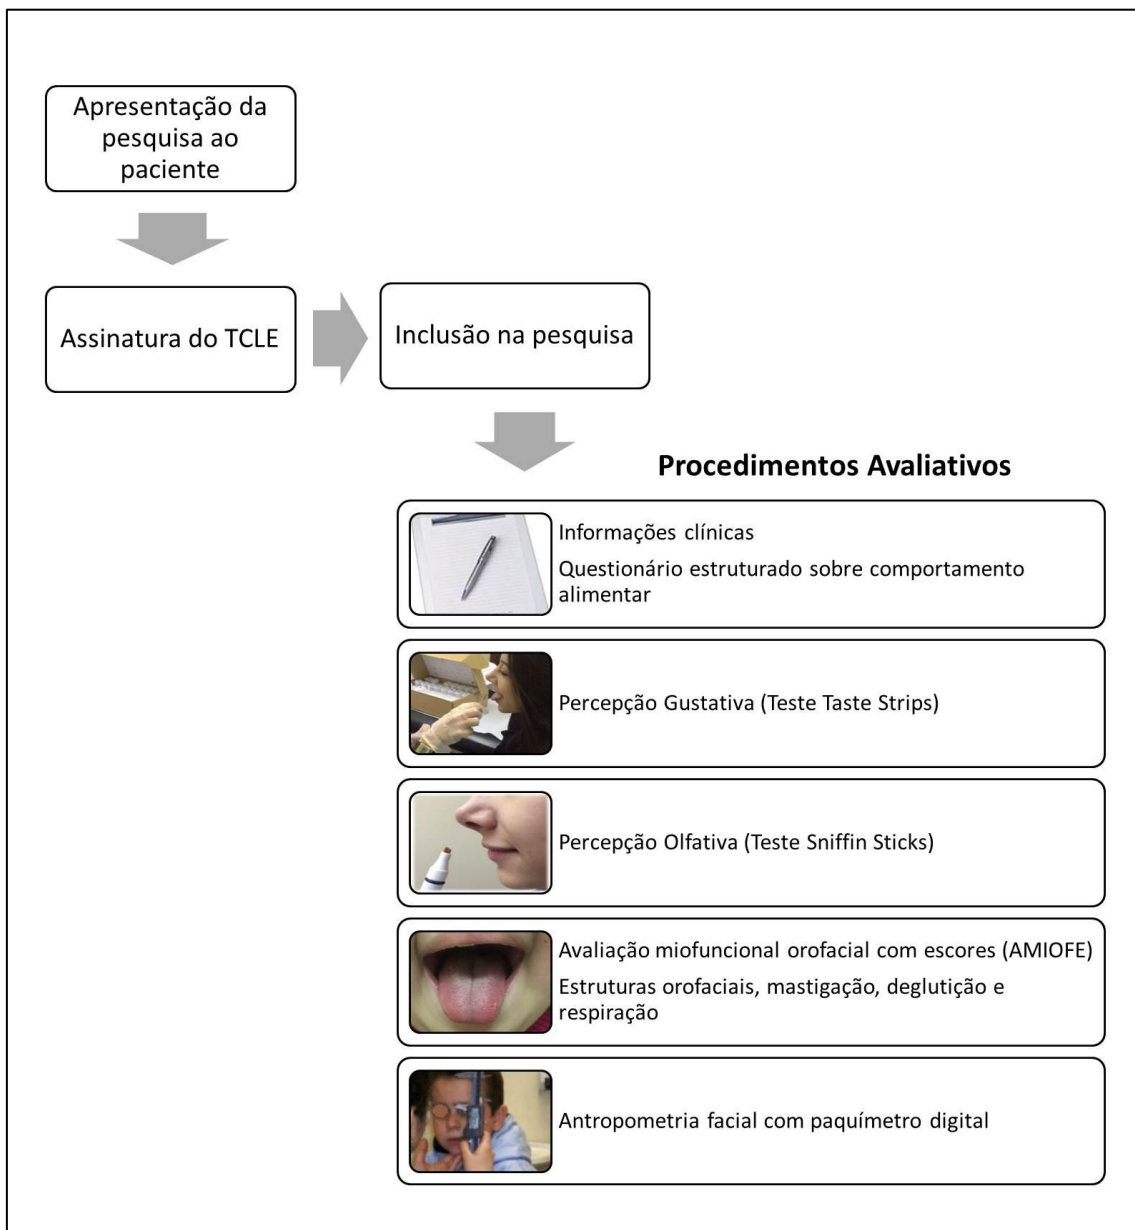 Apresentação da
pesquisa ao
paciente
Assinatura do TCLE
Inclusão na pesquisa
Procedimentos Avaliativos
Informações clínicas
Questionário estruturado sobre comportamento
alimentar
Percepção Gustativa (Teste Taste Strips)
Percepção Olfativa (Teste Sniffin Sticks)
Avaliação miofuncional orofacial com escores (AMIOFE)
Estruturas orofaciais, mastigação, deglutição e
respiração
Antropometria facial com paquímetro digital